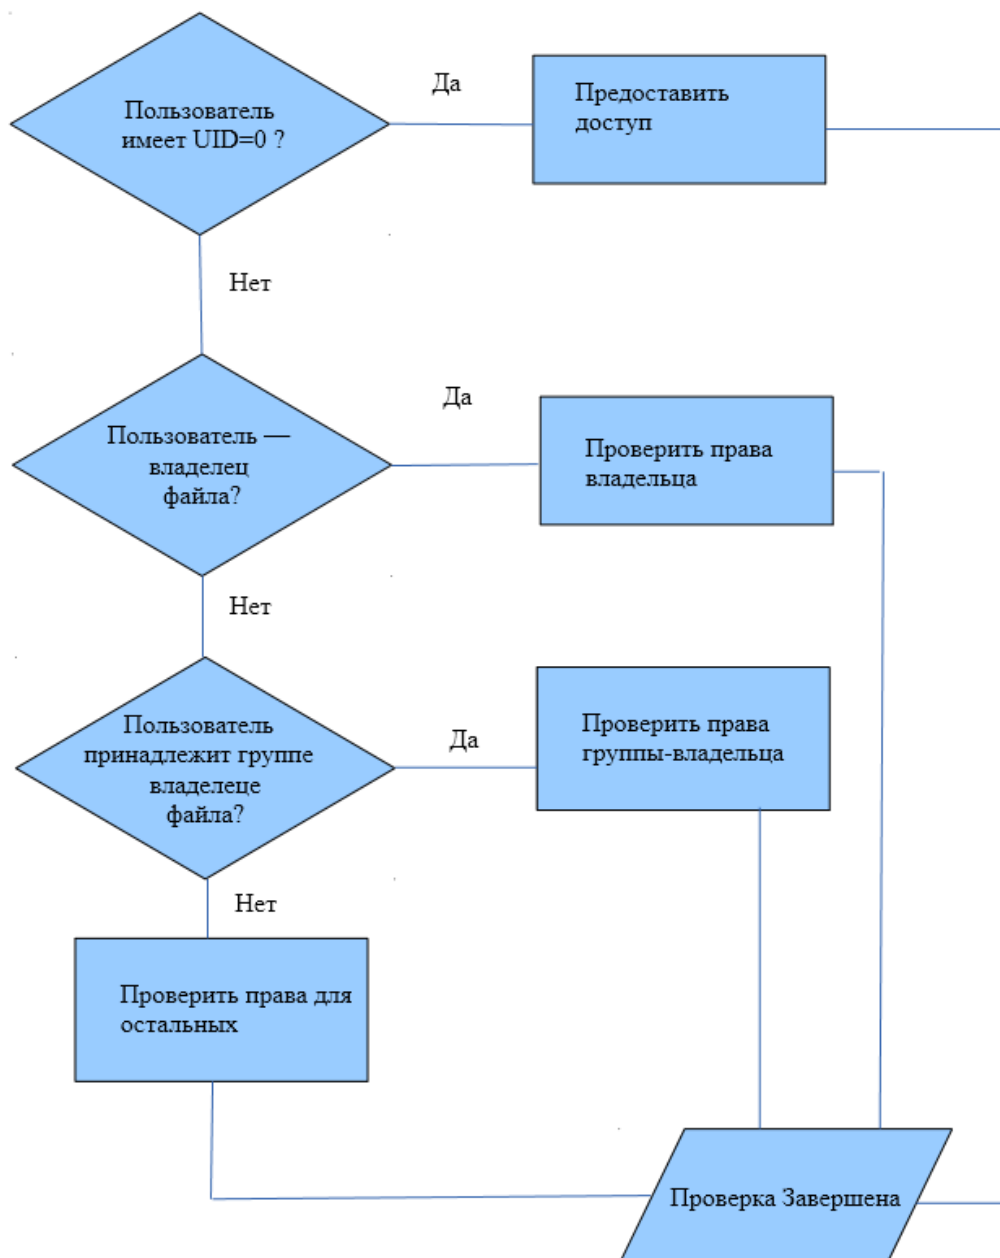 Пользователь
имеет UID=0 ?
Да
Предоставить
доступ
Нет
Пользователь —
владелец
файла?
Да
Проверить права
владельца
Нет
Пользователь
принадлежит группе
владелеце
файла?
Да
Проверить права
группы-владельца
Нет
Проверить права для
остальных
Проверка Завершена